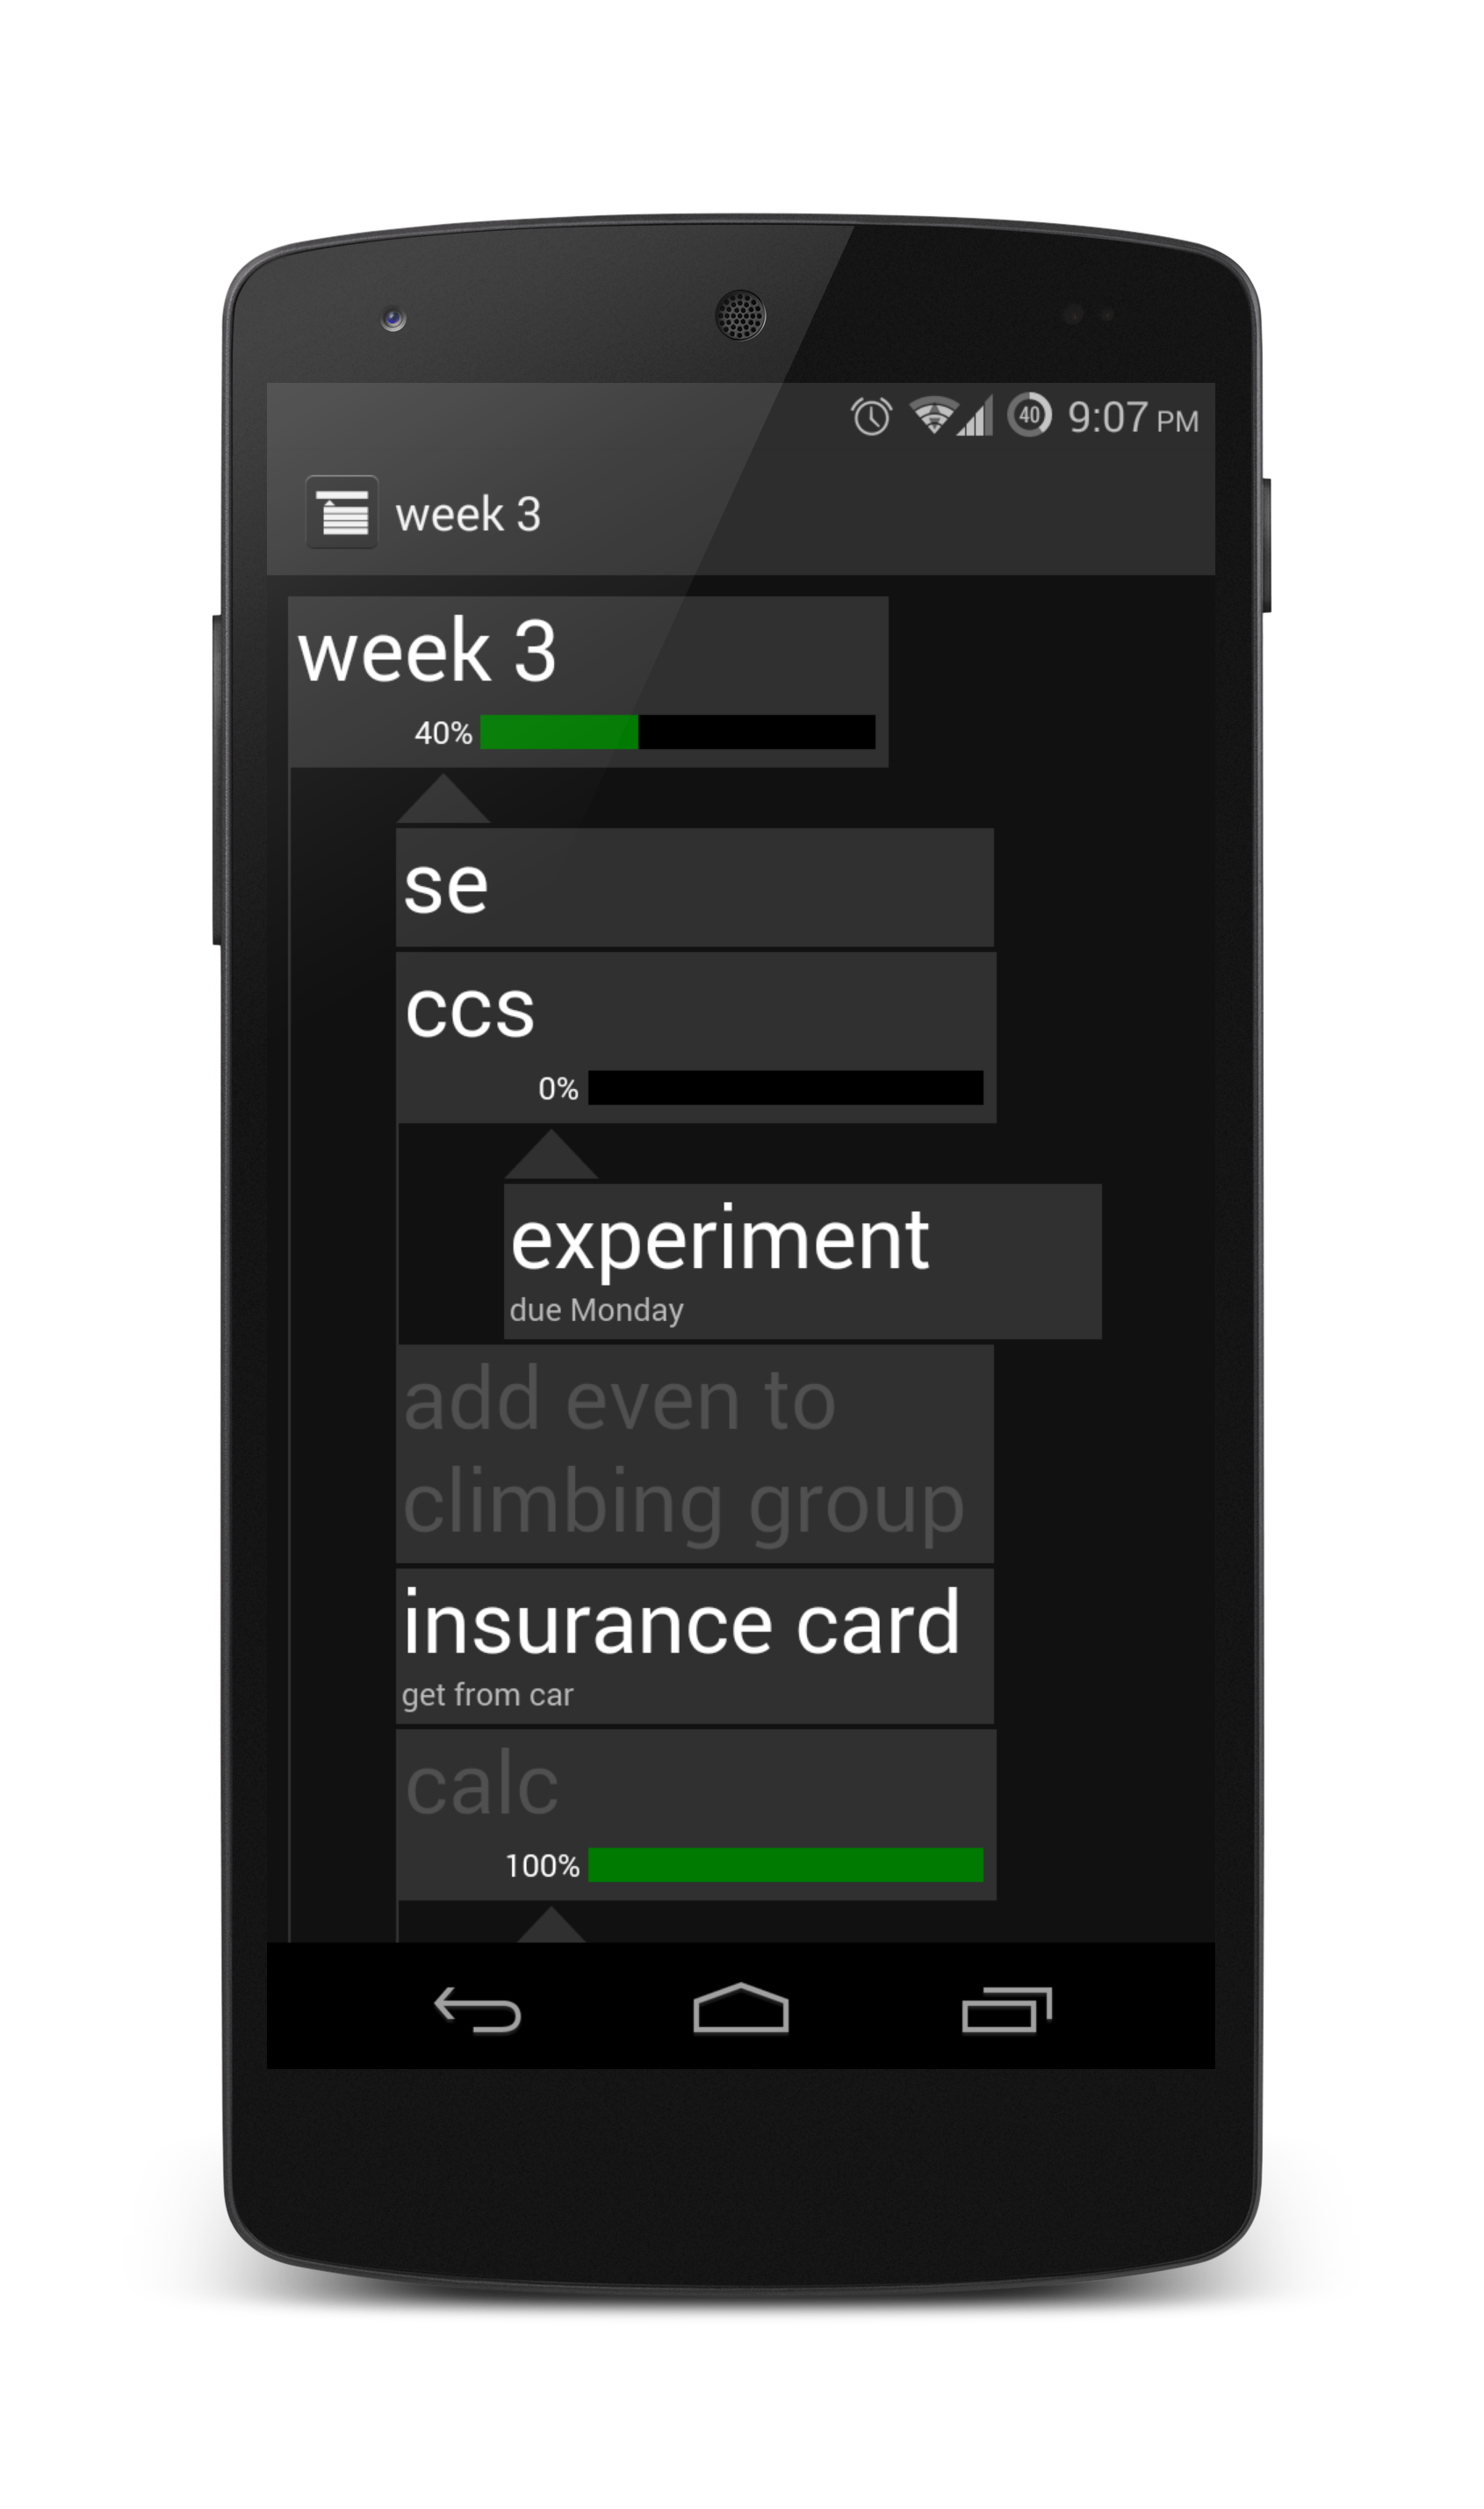 40 9:07 PM
week 3
week 3
40%
se
ccs
0%
experiment
due Monday
add even to
climbing group
insurance card
get from car
calc
100%